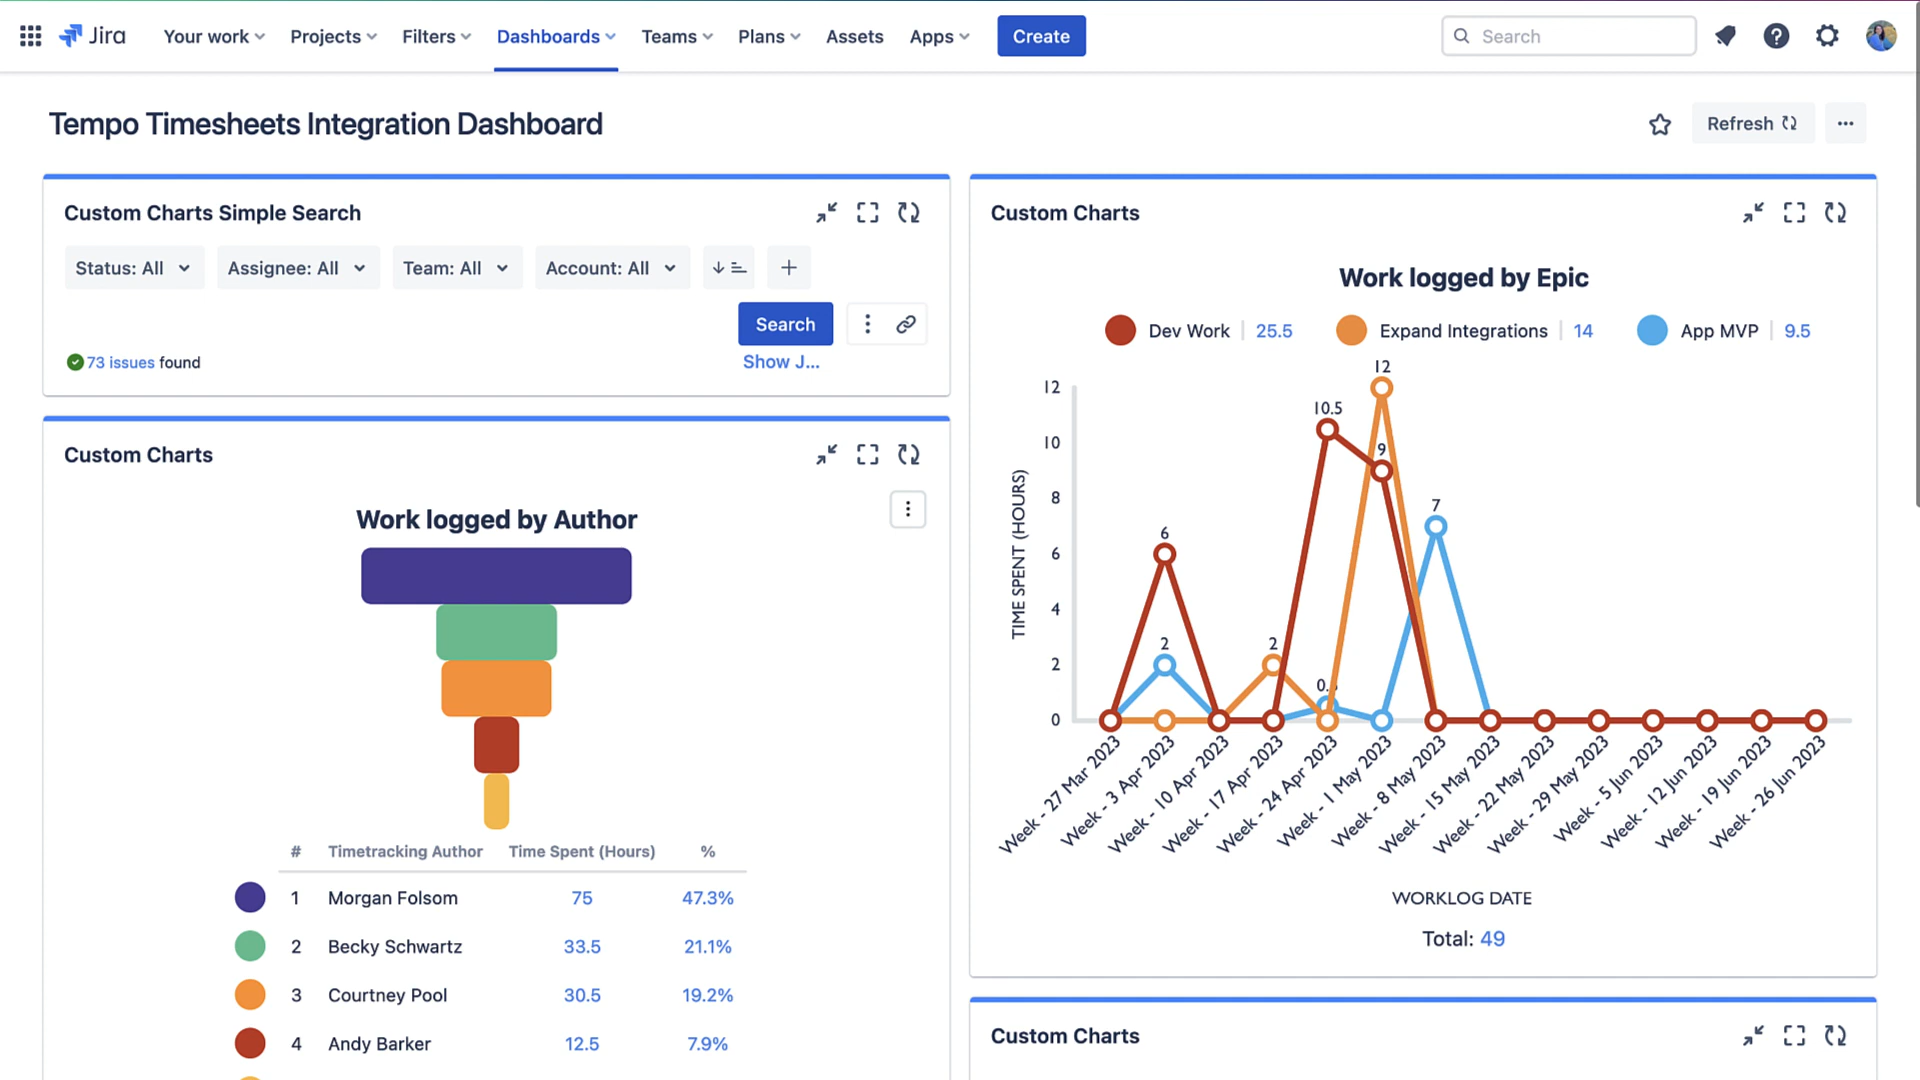 Jira Your work Projects Filters Dashboards Teams Plans Assets Apps Create Search
Tempo Timesheets Integration Dashboard
Refresh
Custom Charts Simple Search
Status: All Assignee: All Team: All Account: All
Search
73 issues found Show J...
Custom Charts
Work logged by Author
# Timetracking Author Time Spent (Hours) %
1 Morgan Folsom 75 47.3%
2 Becky Schwartz 33.5 21.1%
3 Courtney Pool 30.5 19.2%
4 Andy Barker 12.5 7.9%
Custom Charts
Work logged by Epic
Dev Work 25.5 Expand Integrations 14 App MVP 9.5
TIME SPENT (HOURS)
12
10
8
6
4
2
0
6
2
2
10.5
0.
12
9
7
Week - 27 Mar 2023
Week - 3 Apr 2023
Week - 10 Apr 2023
Week - 17 Apr 2023
Week - 24 Apr 2023
Week - 1 May 2023
Week - 8 May 2023
Week - 15 May 2023
Week - 22 May 2023
Week - 29 May 2023
Week - 5 Jun 2023
Week - 12 Jun 2023
Week - 19 Jun 2023
Week - 26 Jun 2023
WORKLOG DATE
Total: 49
Custom Charts